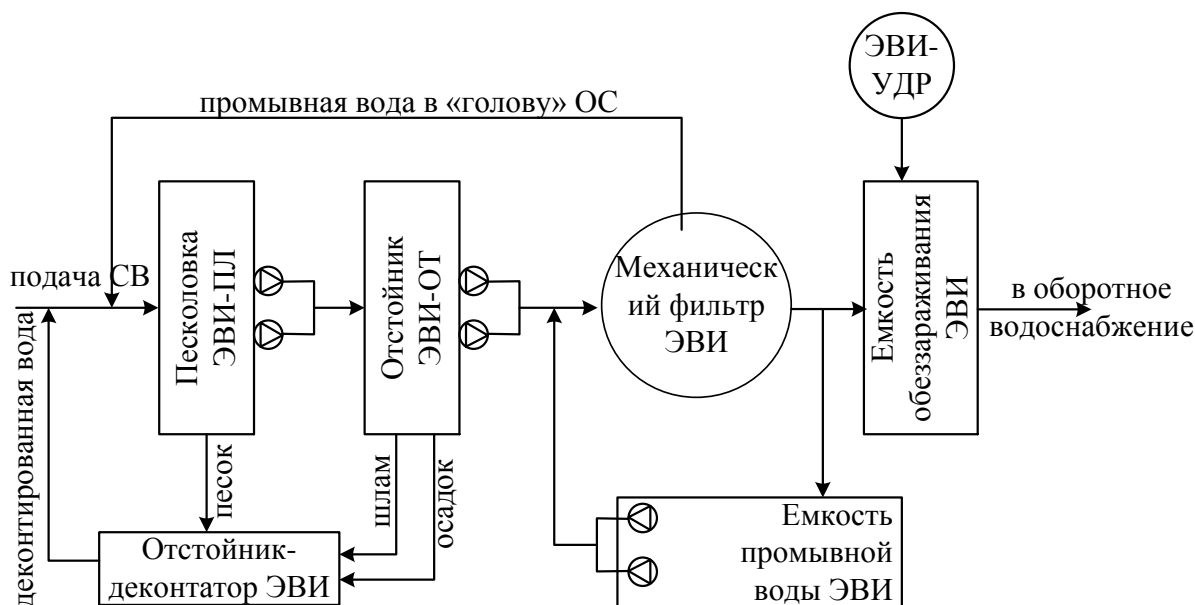 ЭВИ-
УДР
промывная вода в «голову» ОС
подача СВ
Песколовка
ЭВИ-ПЛ
Отстойник
ЭВИ-ОТ
Механическ
ий фильтр
ЭВИ
Емкость
обеззараживания
ЭВИ
в оборотное
водоснабжение
деконтированная вода
песок
шлам
осадок
Отстойник-
деконтатор ЭВИ
Емкость
промывной
воды ЭВИ